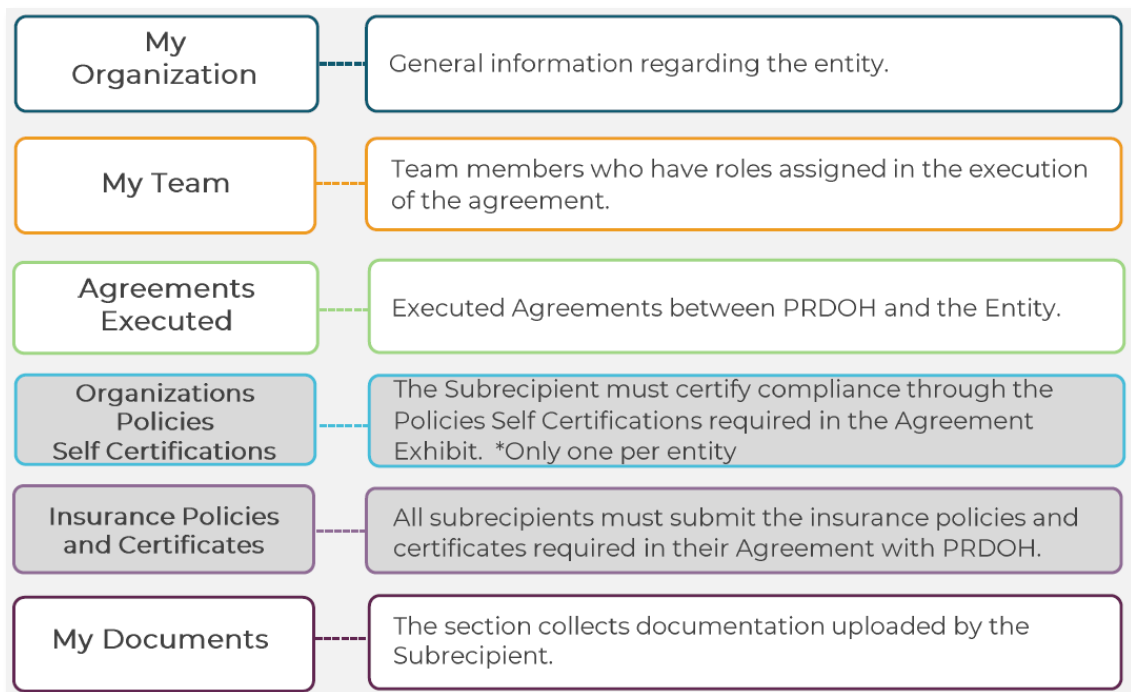 My
Organization
General information regarding the entity.
My Team
Team members who have roles assigned in the execution
of the agreement.
Agreements
Executed
Executed Agreements between PRDOH and the Entity.
Organizations
Policies
Self Certifications
The Subrecipient must certify compliance through the
Policies Self Certifications required in the Agreement
Exhibit.  *Only one per entity
Insurance Policies
and Certificates
All subrecipients must submit the insurance policies and
certificates required in their Agreement with PRDOH.
My Documents
The section collects documentation uploaded by the
Subrecipient.